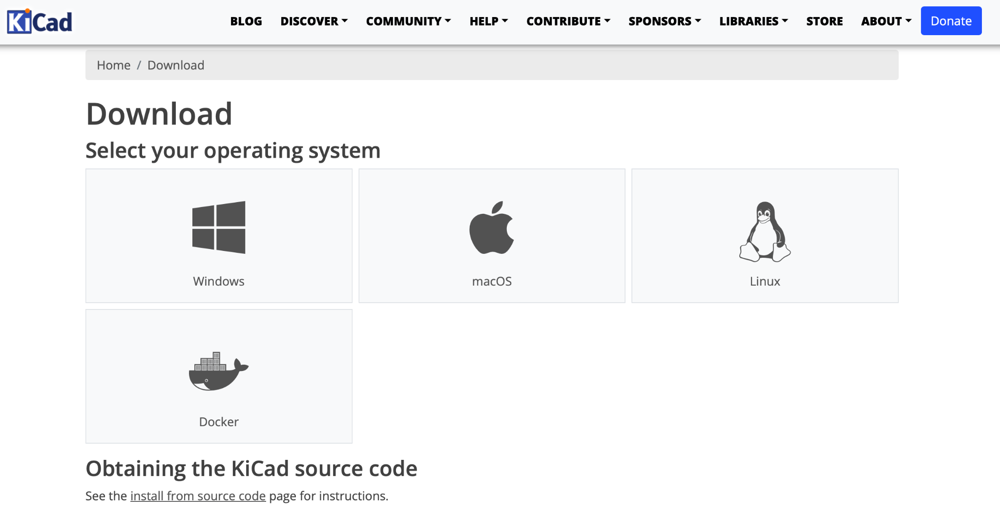 KiCad BLOG DISCOVER COMMUNITY HELP CONTRIBUTE SPONSORS LIBRARIES STORE ABOUT Donate
Home / Download
Download
Select your operating system
Windows macOS Linux
Docker
Obtaining the KiCad source code
See the install from source code page for instructions.